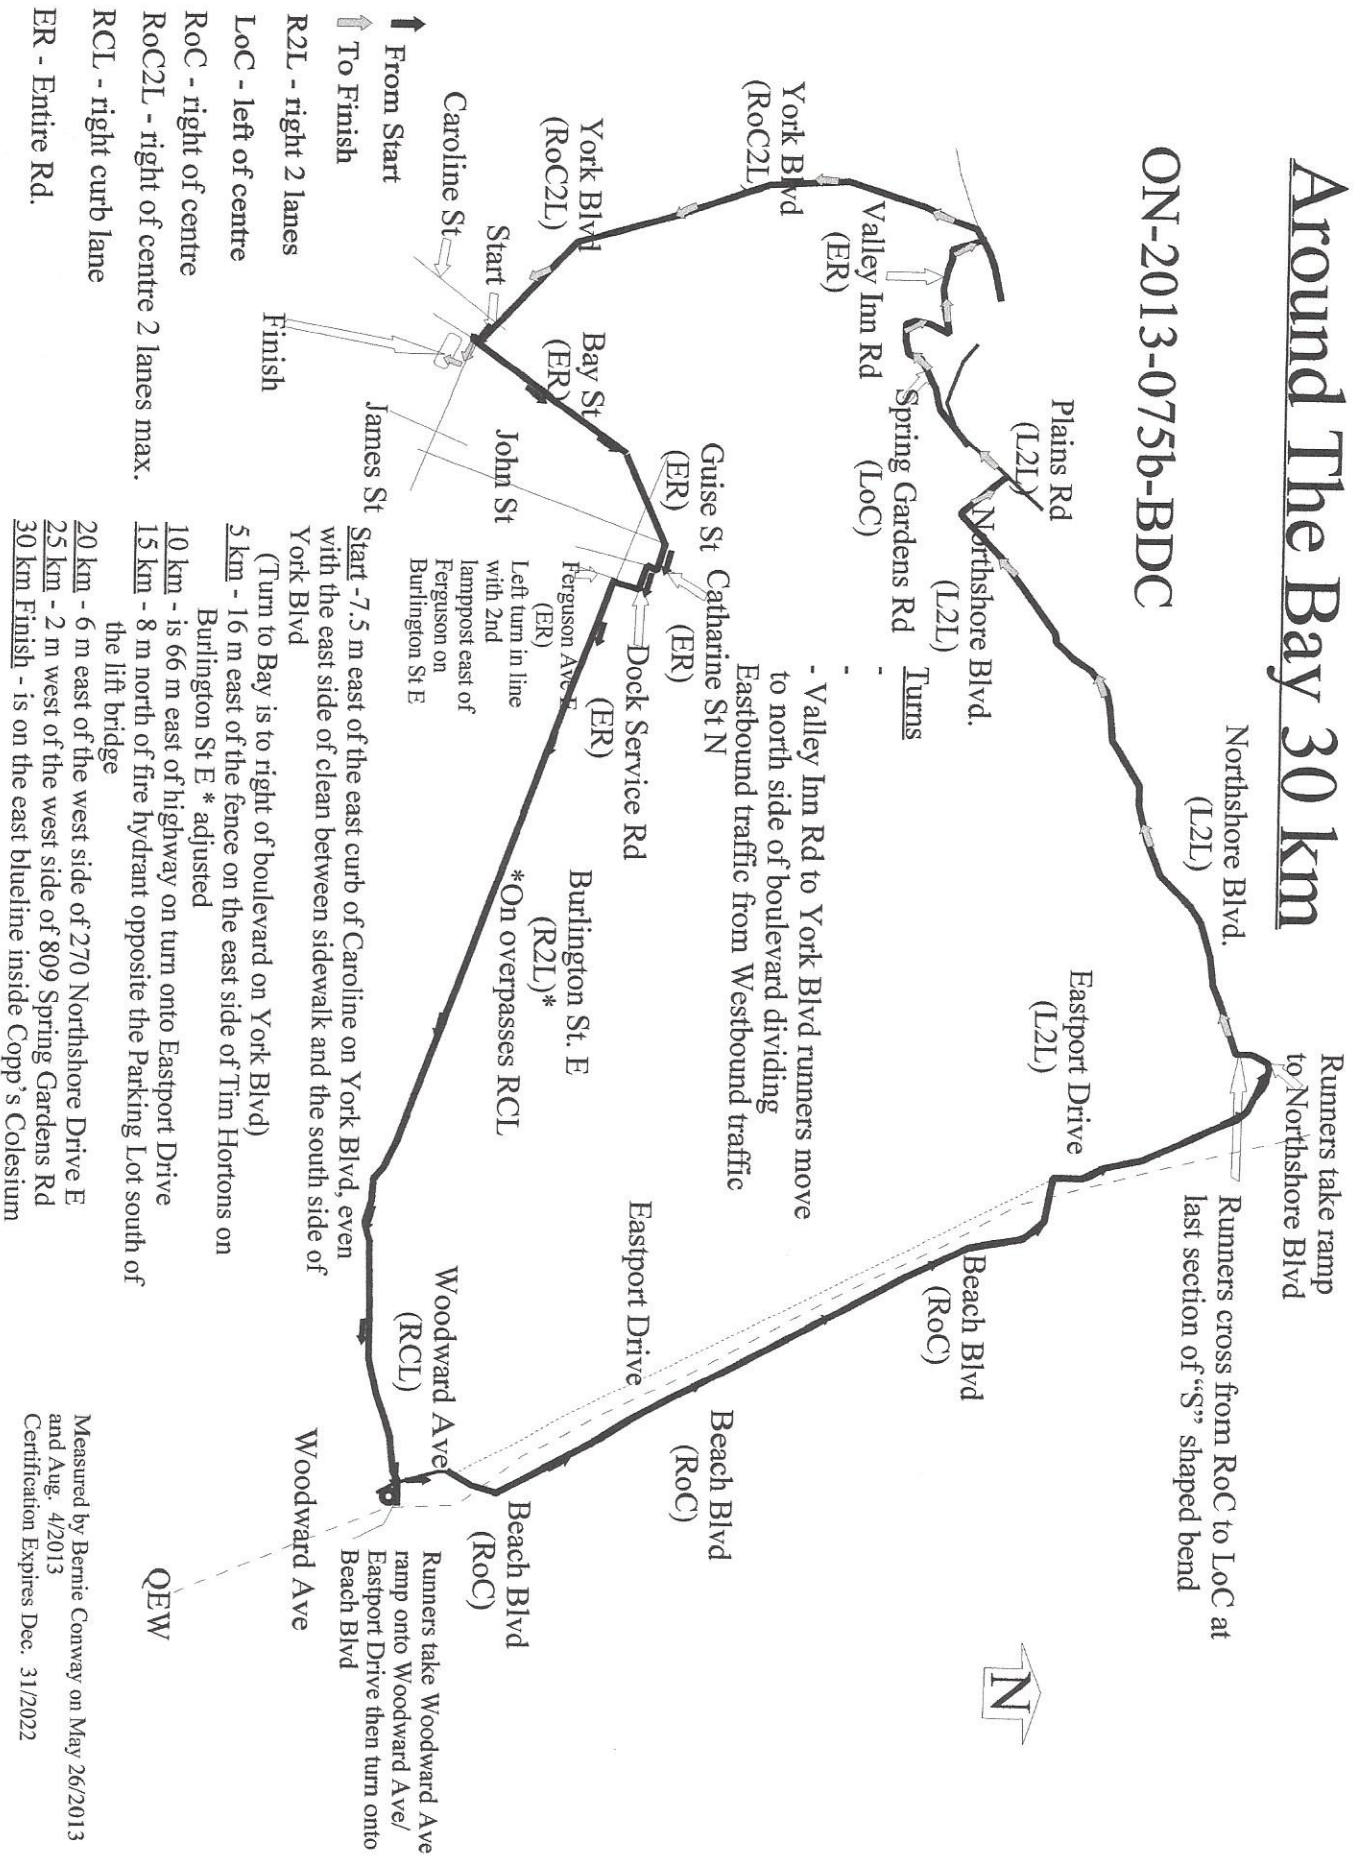 Around The Bay 30 km
ON-2013-075b-BDC
Runners take ramp
to Northshore Blvd
Runners cross from RoC to LoC at
last section of "S" shaped bend
N
Northshore Blvd.
(L2L)
Eastport Drive
(L2L)
Plains Rd
(L2L)
Northshore Blvd.
(L2L)
Spring Gardens Rd
(LoC)
Valley Inn Rd
(ER)
York Blvd
(RoC2L)
York Blvd
(RoC2L)
Turns
-
-
- Valley Inn Rd to York Blvd runners move
to north side of boulevard dividing
Eastbound traffic from Westbound traffic
Beach Blvd
(RoC)
Beach Blvd
(RoC)
Eastport Drive
Guise St
(ER)
Catharine St N
(ER)
Dock Service Rd
(ER)
Bay St
(ER)
Ferguson Ave E
(ER)
Left turn in line
with 2nd
lamppost east of
Ferguson on
Burlington St E
Burlington St. E
(R2L)*
*On overpasses RCL
Start
Caroline St
John St
James St
Finish
Woodward Ave
(RCL)
Beach Blvd
(RoC)
Runners take Woodward Ave
ramp onto Woodward Ave/
Eastport Drive then turn onto
Beach Blvd
Woodward Ave
QEW
From Start
To Finish
R2L - right 2 lanes
LoC - left of centre
RoC - right of centre
RoC2L - right of centre 2 lanes max.
RCL - right curb lane
ER - Entire Rd.
Start -7.5 m east of the east curb of Caroline on York Blvd, even
with the east side of clean between sidewalk and the south side of
York Blvd
(Turn to Bay is to right of boulevard on York Blvd)
5 km - 16 m east of the fence on the east side of Tim Hortons on
Burlington St E * adjusted
10 km - is 66 m east of highway on turn onto Eastport Drive
15 km - 8 m north of fire hydrant opposite the Parking Lot south of
the lift bridge
20 km - 6 m east of the west side of 270 Northshore Drive E
25 km - 2 m west of the west side of 809 Spring Gardens Rd
30 km Finish - is on the east blueline inside Copp's Colesium
Measured by Bernie Conway on May 26/2013
and Aug. 4/2013
Certification Expires Dec. 31/2022